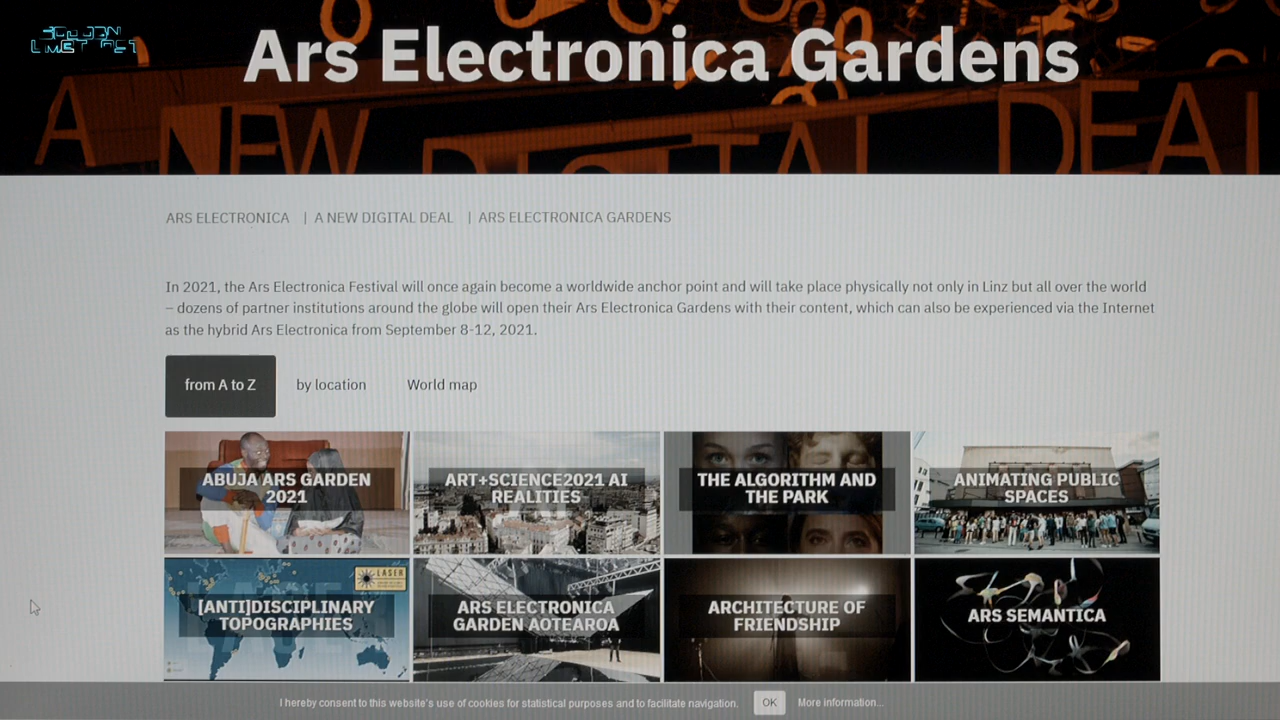 Ars Electronica Gardens
A NEW DIGITAL DEAL
ARS ELECTRONICA | A NEW DIGITAL DEAL | ARS ELECTRONICA GARDENS
In 2021, the Ars Electronica Festival will once again become a worldwide anchor point and will take place physically not only in Linz but all over the world
– dozens of partner institutions around the globe will open their Ars Electronica Gardens with their content, which can also be experienced via the Internet
as the hybrid Ars Electronica from September 8-12, 2021.
from A to Z by location World map
ABUJA ARS GARDEN
2021
ART+SCIENCE2021 AI
REALITIES
THE ALGORITHM AND
THE PARK
ANIMATING PUBLIC
SPACES
LASER
[ANTI]DISCIPLINARY
TOPOGRAPHIES
ARS ELECTRONICA
GARDEN AOTEAROA
ARCHITECTURE OF
FRIENDSHIP
ARS SEMANTICA
I hereby consent to this website's use of cookies for statistical purposes and to facilitate navigation. OK More information...